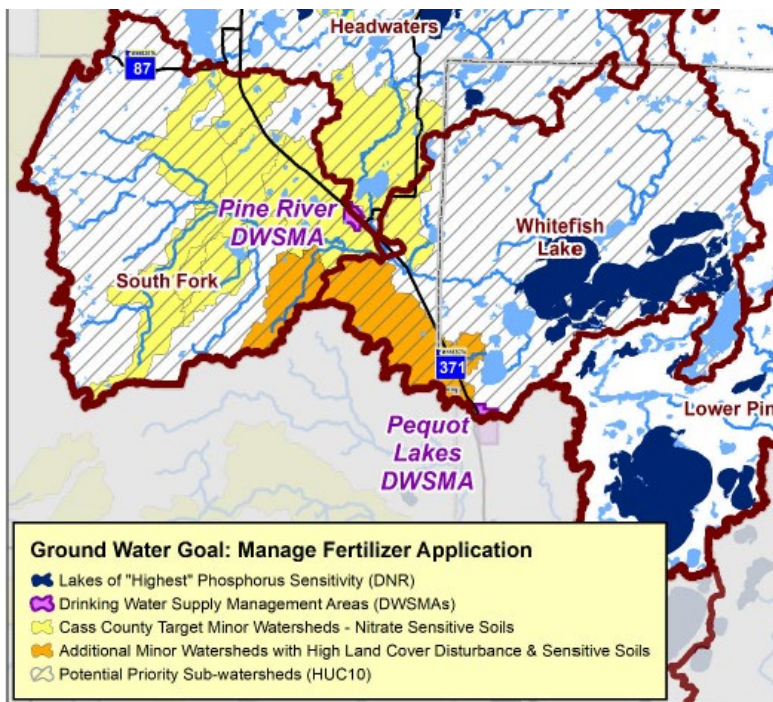 Headwaters
MINNESOTA
87
Pine River
DWSMA
Whitefish
Lake
South Fork
MINNESOTA
371
Lower Pin
Pequot
Lakes
DWSMA
Ground Water Goal: Manage Fertilizer Application
Lakes of "Highest" Phosphorus Sensitivity (DNR)
Drinking Water Supply Management Areas (DWSMAs)
Cass County Target Minor Watersheds - Nitrate Sensitive Soils
Additional Minor Watersheds with High Land Cover Disturbance & Sensitive Soils
Potential Priority Sub-watersheds (HUC10)